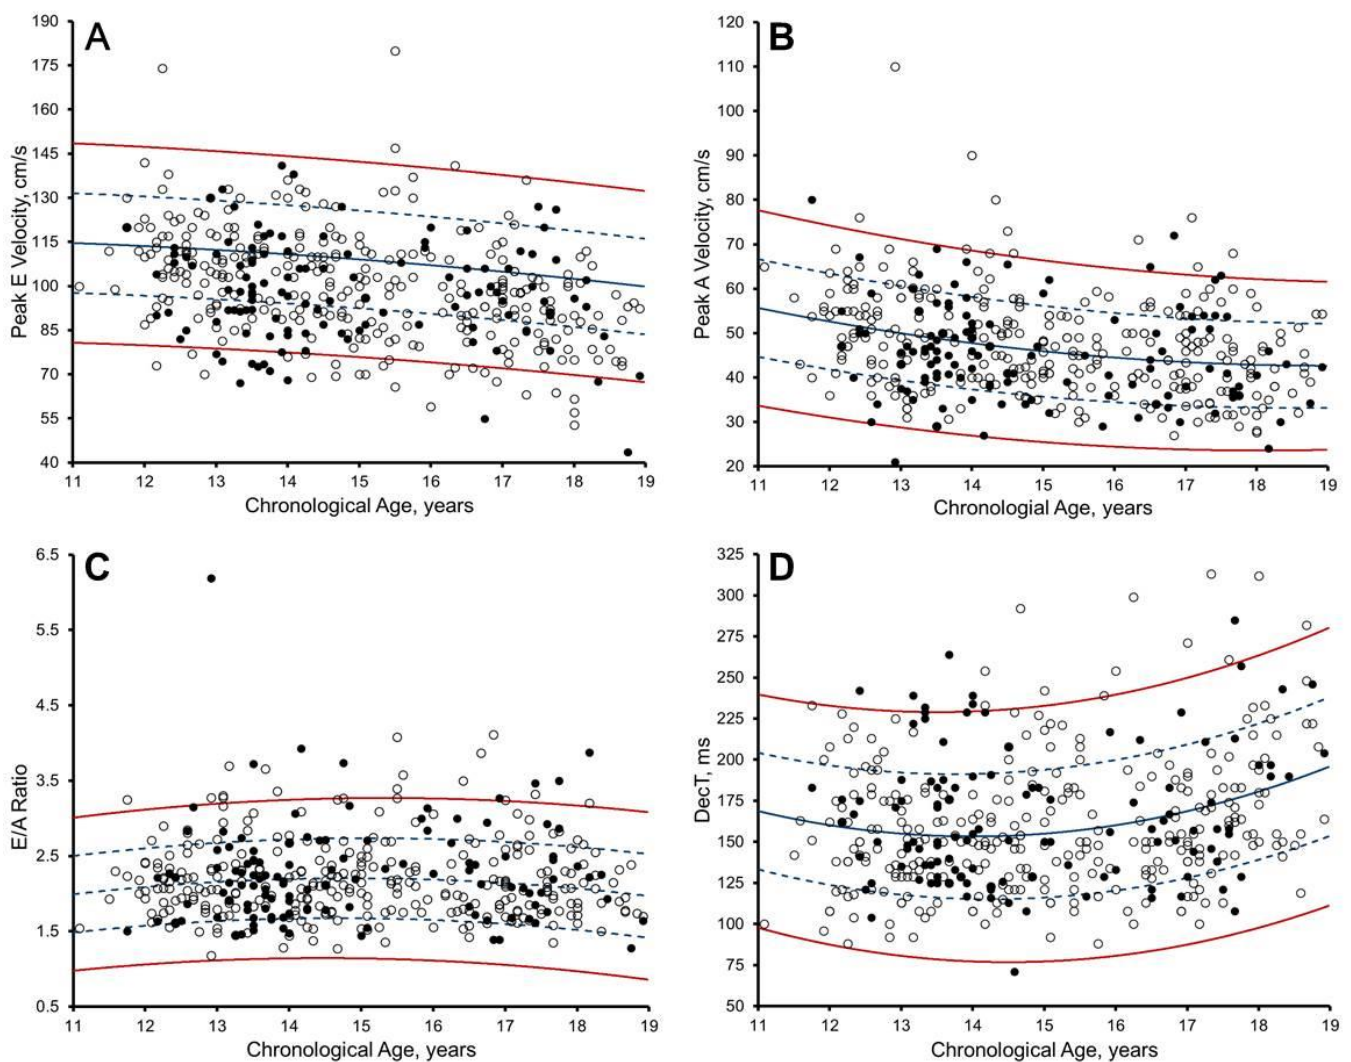 A
Peak E Velocity, cm/s
190
175
160
145
130
115
100
85
70
55
40
11 12 13 14 15 16 17 18 19
Chronological Age, years
B
Peak A Velocity, cm/s
120
110
100
90
80
70
60
50
40
30
20
11 12 13 14 15 16 17 18 19
Chronologial Age, years
C
E/A Ratio
6.5
5.5
4.5
3.5
2.5
1.5
0.5
11 12 13 14 15 16 17 18 19
Chronological Age, years
D
DecT, ms
325
300
275
250
225
200
175
150
125
100
75
50
11 12 13 14 15 16 17 18 19
Chronological Age, years